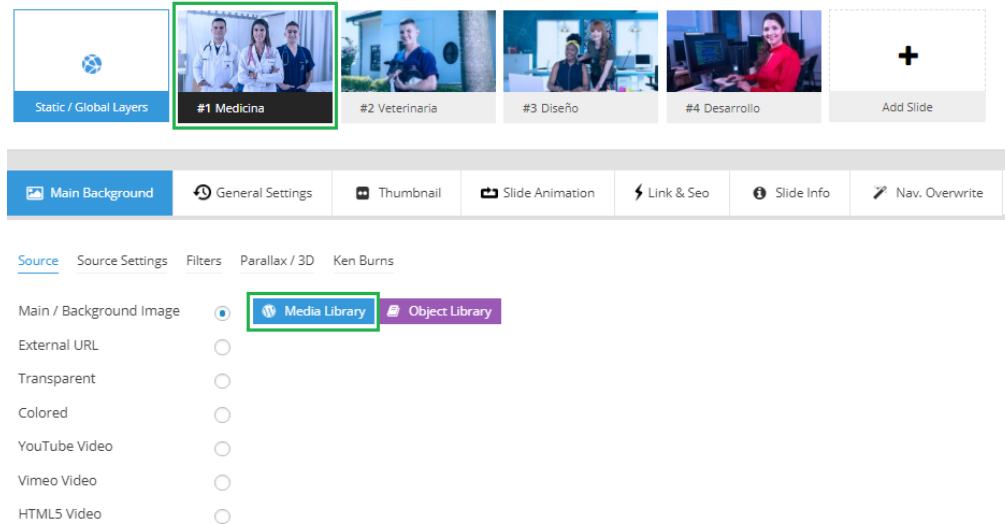 Static / Global Layers
#1 Medicina
#2 Veterinaria
#3 Diseño
#4 Desarrollo
Add Slide
Main Background
General Settings
Thumbnail
Slide Animation
Link & Seo
Slide Info
Nav. Overwrite
Source
Source Settings
Filters
Parallax / 3D
Ken Burns
Main / Background Image
Media Library
Object Library
External URL
Transparent
Colored
YouTube Video
Vimeo Video
HTML5 Video